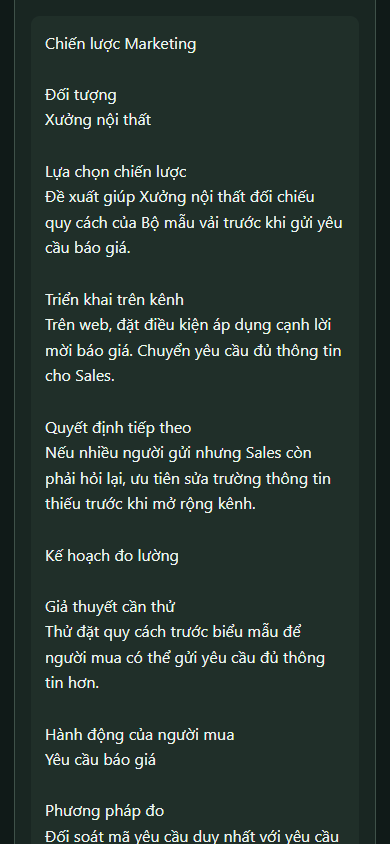 Chiến lược Marketing
Đối tượng
Xưởng nội thất
Lựa chọn chiến lược
Đề xuất giúp Xưởng nội thất đối chiếu
quy cách của Bộ mẫu vải trước khi gửi yêu
cầu báo giá.
Triển khai trên kênh
Trên web, đặt điều kiện áp dụng cạnh lời
mời báo giá. Chuyển yêu cầu đủ thông tin
cho Sales.
Quyết định tiếp theo
Nếu nhiều người gửi nhưng Sales còn
phải hỏi lại, ưu tiên sửa trường thông tin
thiếu trước khi mở rộng kênh.
Kế hoạch đo lường
Giả thuyết cần thử
Thử đặt quy cách trước biểu mẫu để
người mua có thể gửi yêu cầu đủ thông
tin hơn.
Hành động của người mua
Yêu cầu báo giá
Phương pháp đo
Đối soát mã yêu cầu duy nhất với yêu cầu